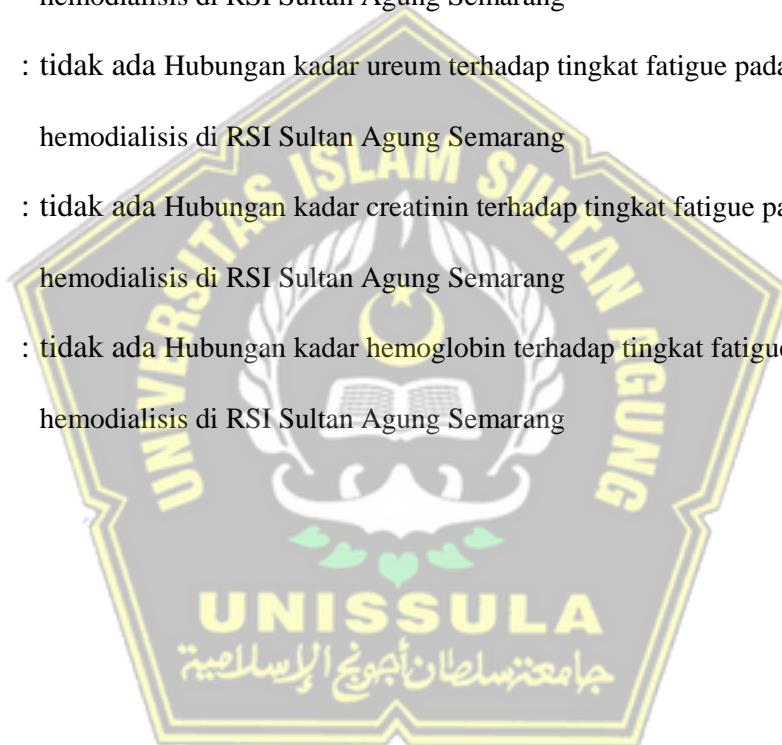 hemodialisis di RSI Sultan Agung Semarang
: tidak ada Hubungan kadar ureum terhadap tingkat fatigue pada
hemodialisis di RSI Sultan Agung Semarang
: tidak ada Hubungan kadar creatinin terhadap tingkat fatigue pa
hemodialisis di RSI Sultan Agung Semarang
: tidak ada Hubungan kadar hemoglobin terhadap tingkat fatigue
hemodialisis di RSI Sultan Agung Semarang
UNIVERSITAS ISLAM SULTAN AGUNG
UNISSULA
جامعة سلطان أجونج الإسلامية